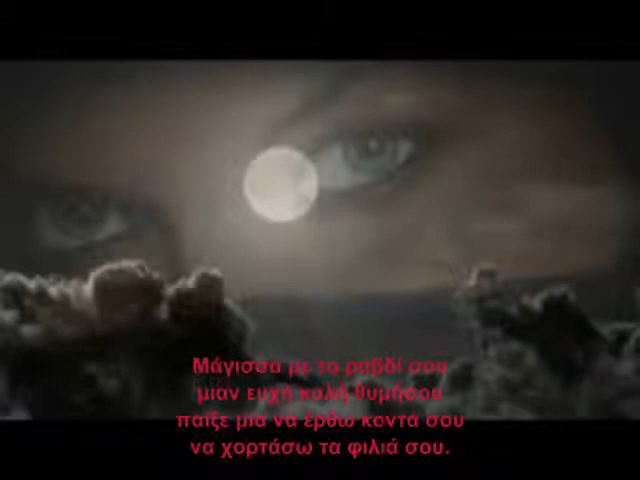 Μάγισσα με το ραβδί σου
μιαν ευχή καλή θυμήσου
παίξε μια να έρθω κοντά σου
να χορτάσω τα φιλιά σου.